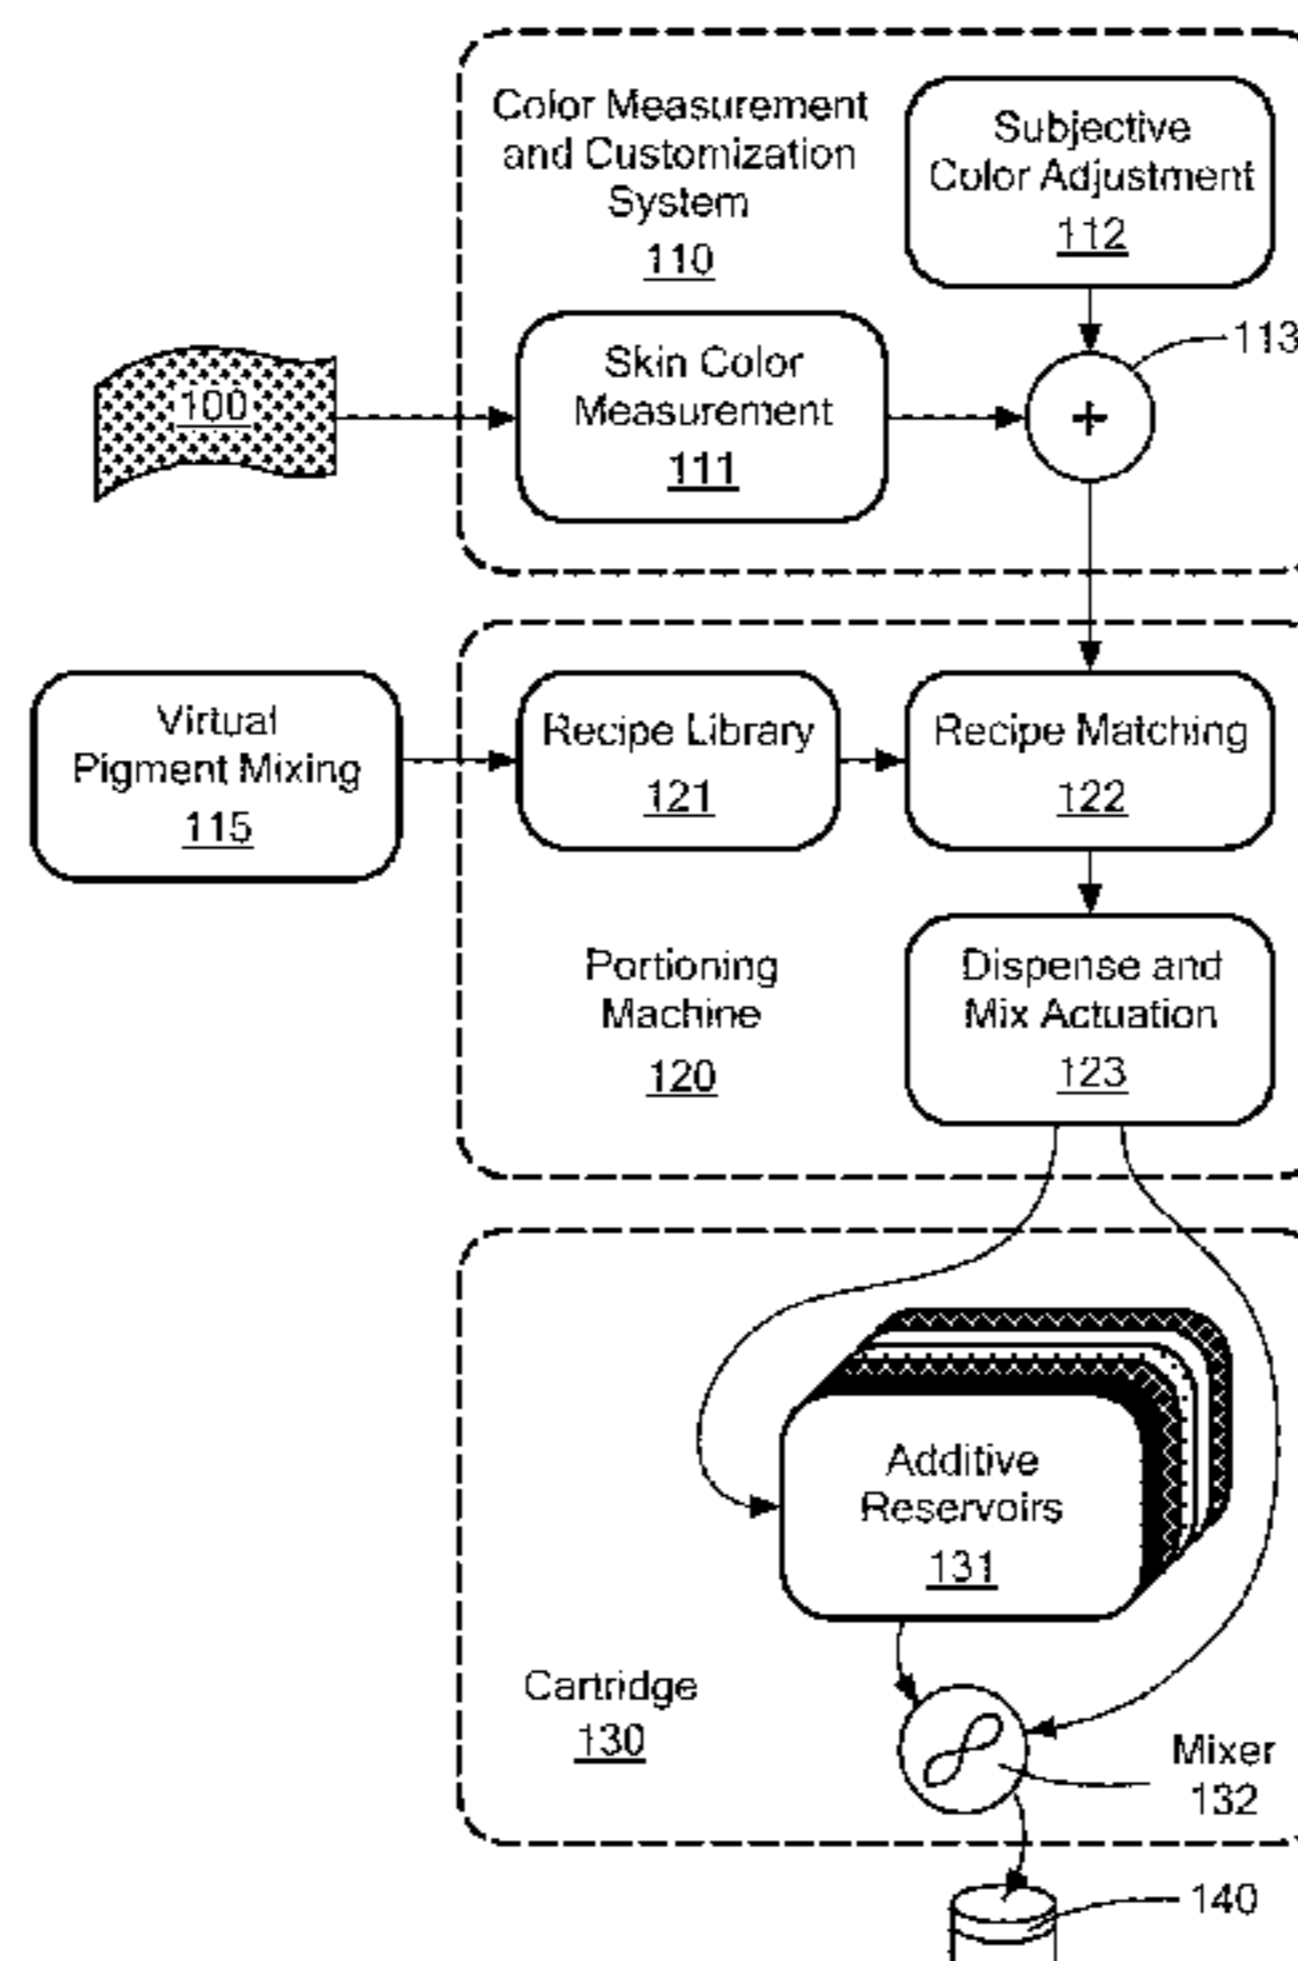 Color Measurement
and Customization
System
110
Subjective
Color Adjustment
112
113
100
Skin Color
Measurement
111
+
Virtual
Pigment Mixing
115
Recipe Library
121
Recipe Matching
122
Portioning
Machine
120
Dispense and
Mix Actuation
123
Additive
Reservoirs
131
Cartridge
130
Mixer
132
140